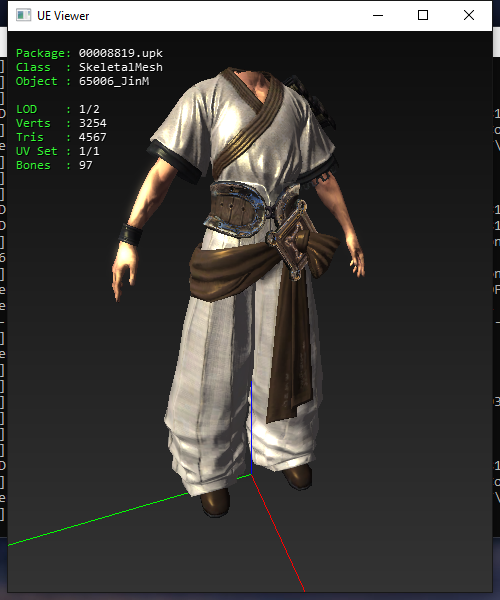 UE Viewer
Package: 00008819.upk
Class : SkeletalMesh
Object : 65006_JinM
LOD : 1/2
Verts : 3254
Tris : 4567
UV Set : 1/1
Bones : 97